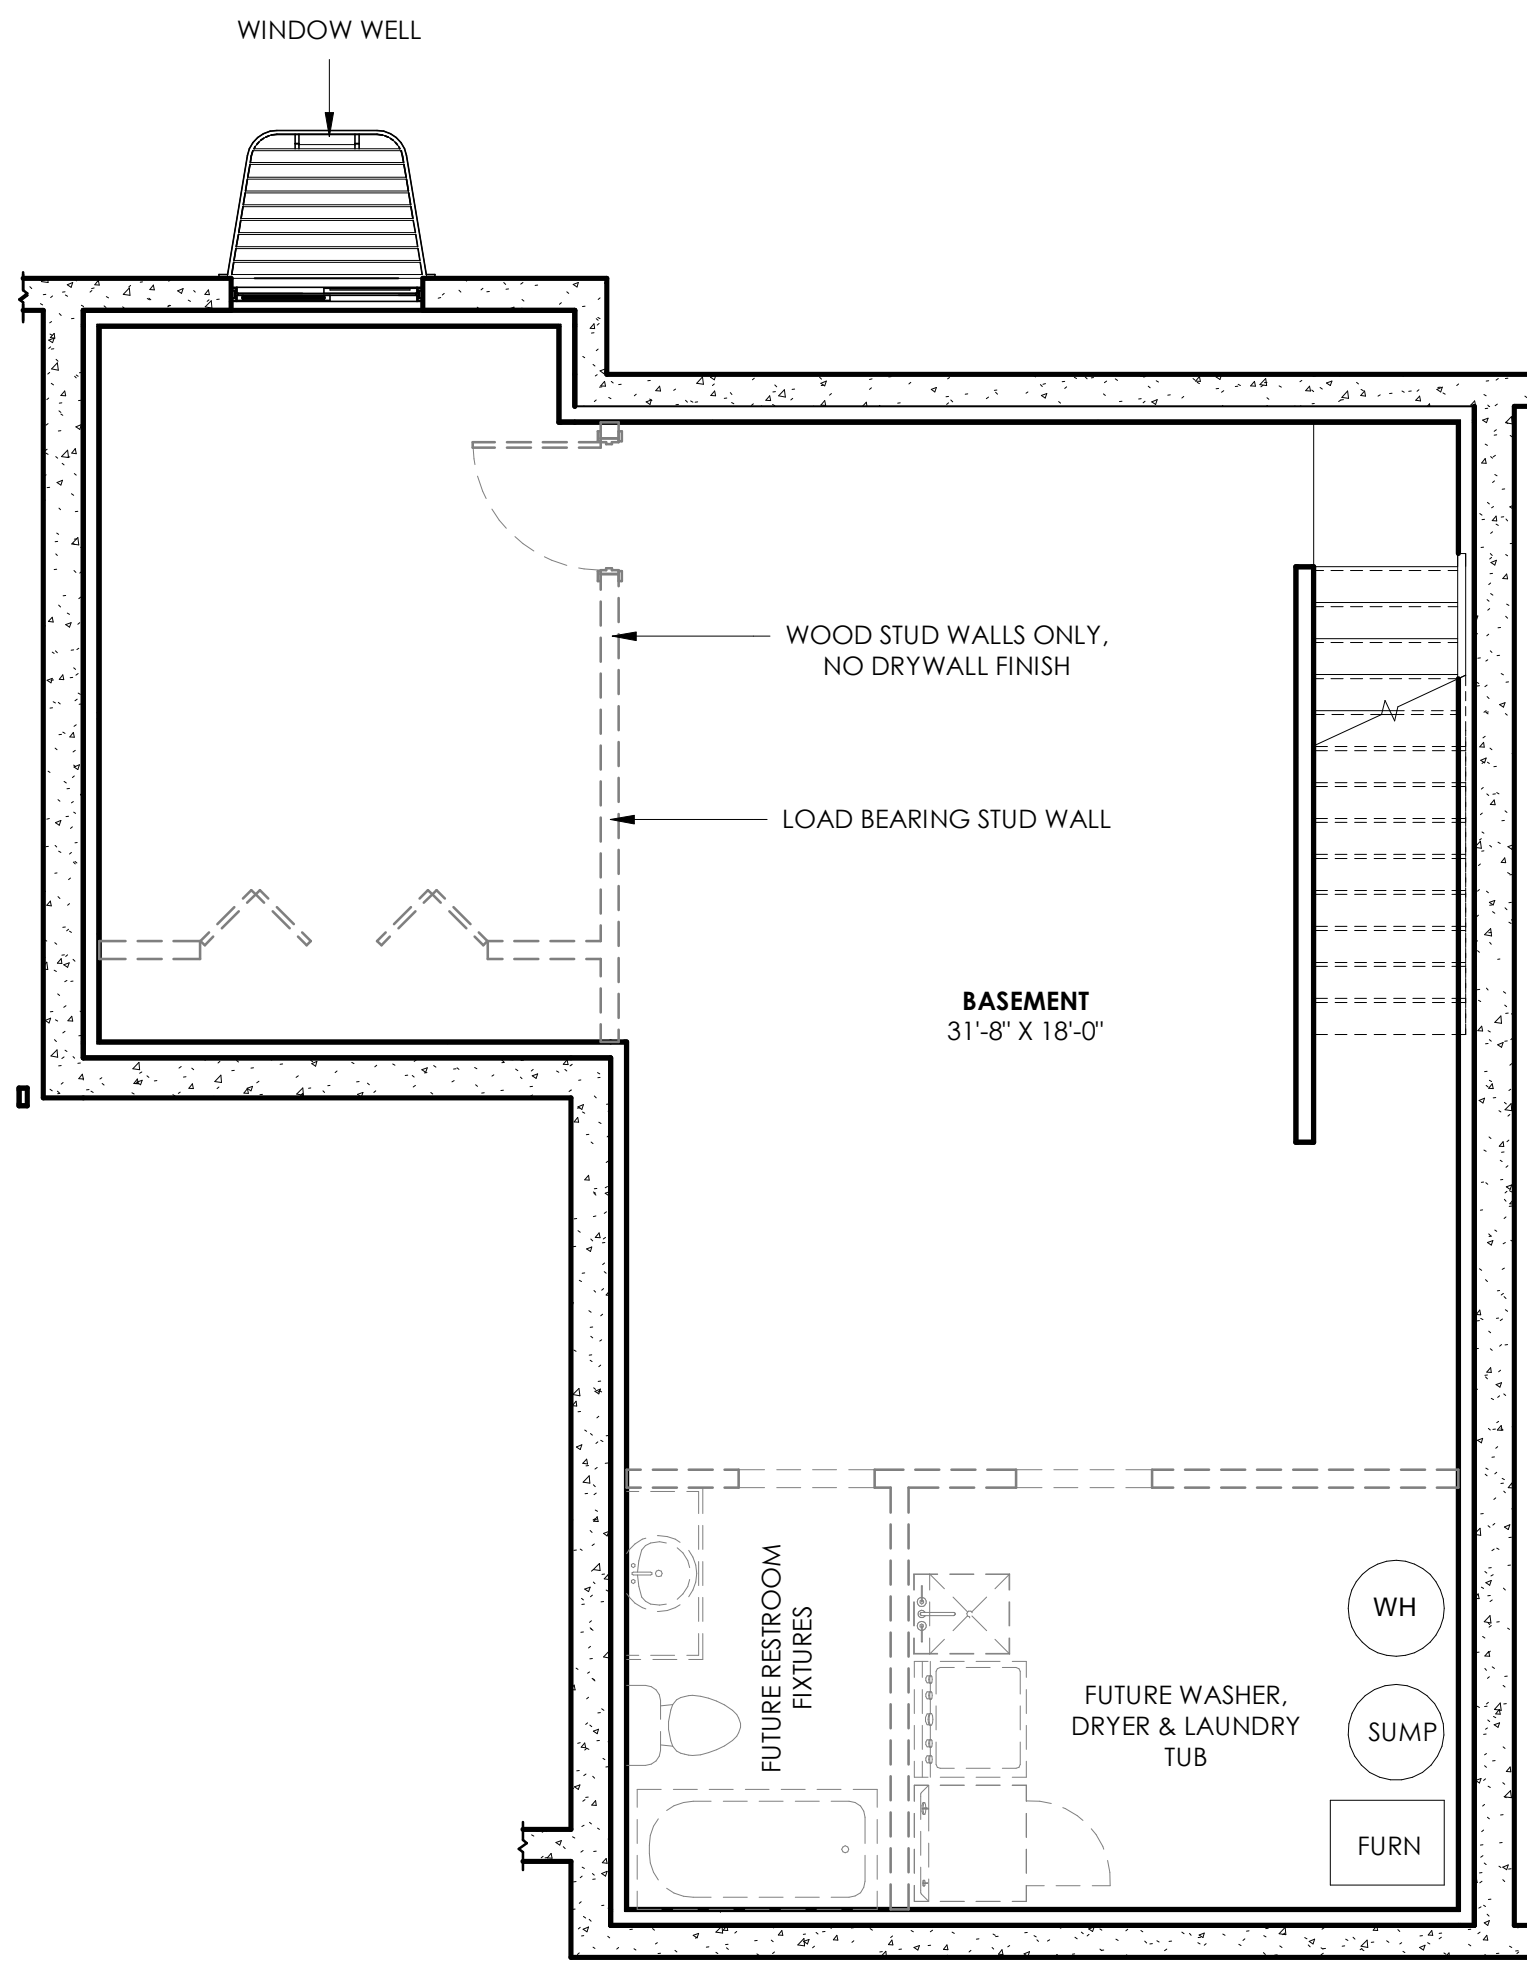 WINDOW WELL
WOOD STUD WALLS ONLY,
NO DRYWALL FINISH
LOAD BEARING STUD WALL
BASEMENT
31'-8" X 18'-0"
FUTURE RESTROOM
FIXTURES
FUTURE WASHER,
DRYER & LAUNDRY
TUB
WH
SUMP
FURN